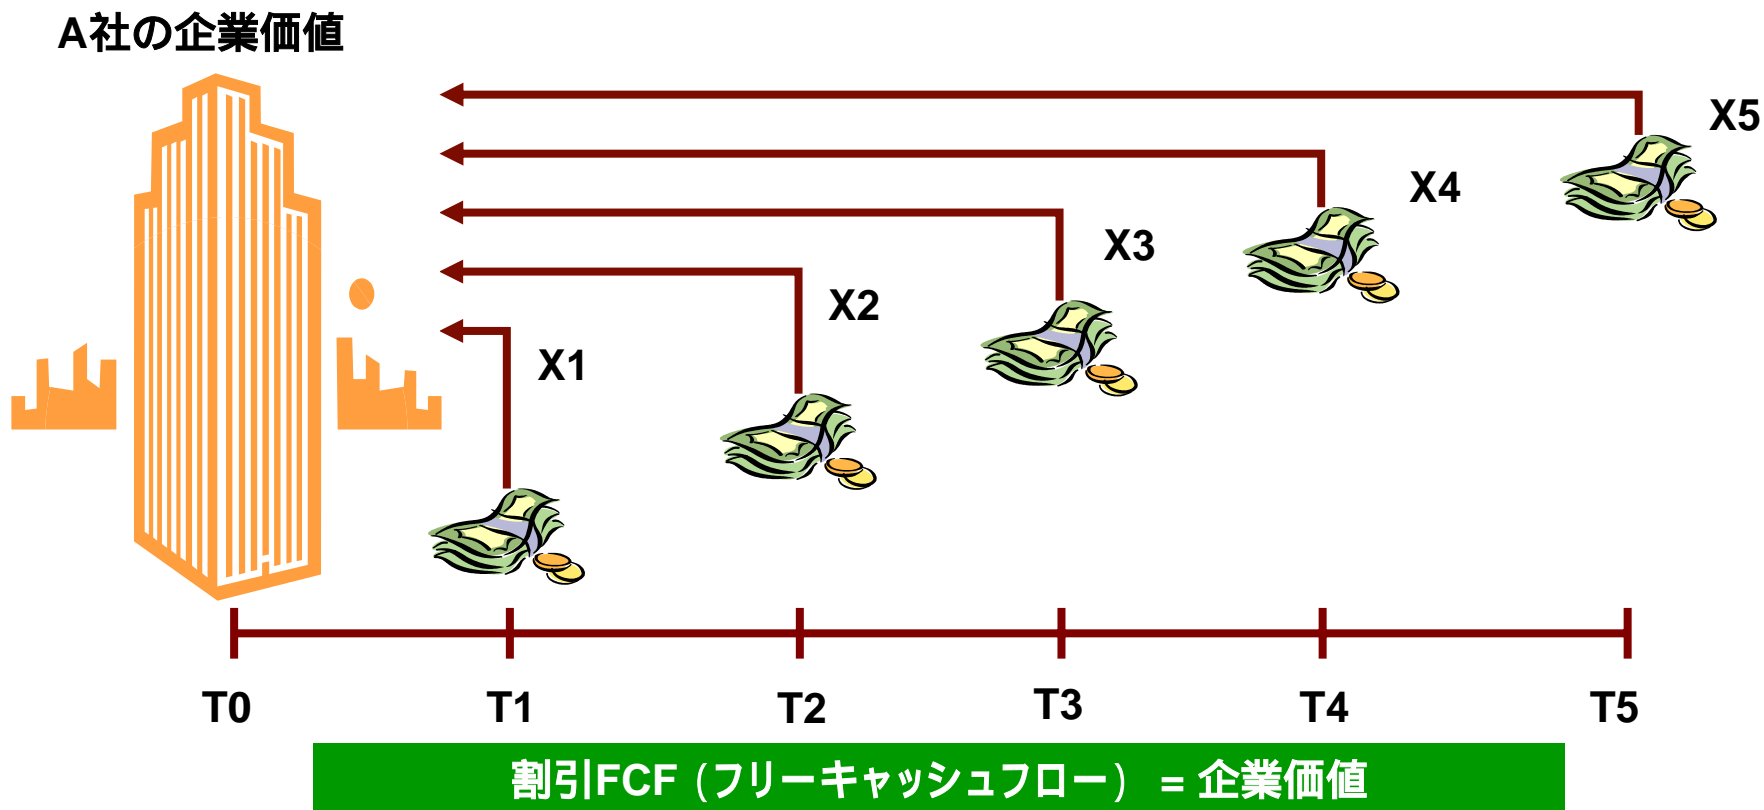 A社の企業価値
X5
X4
X3
X2
X1
T0 T1 T2 T3 T4 T5
割引FCF（フリーキャッシュフロー） = 企業価値